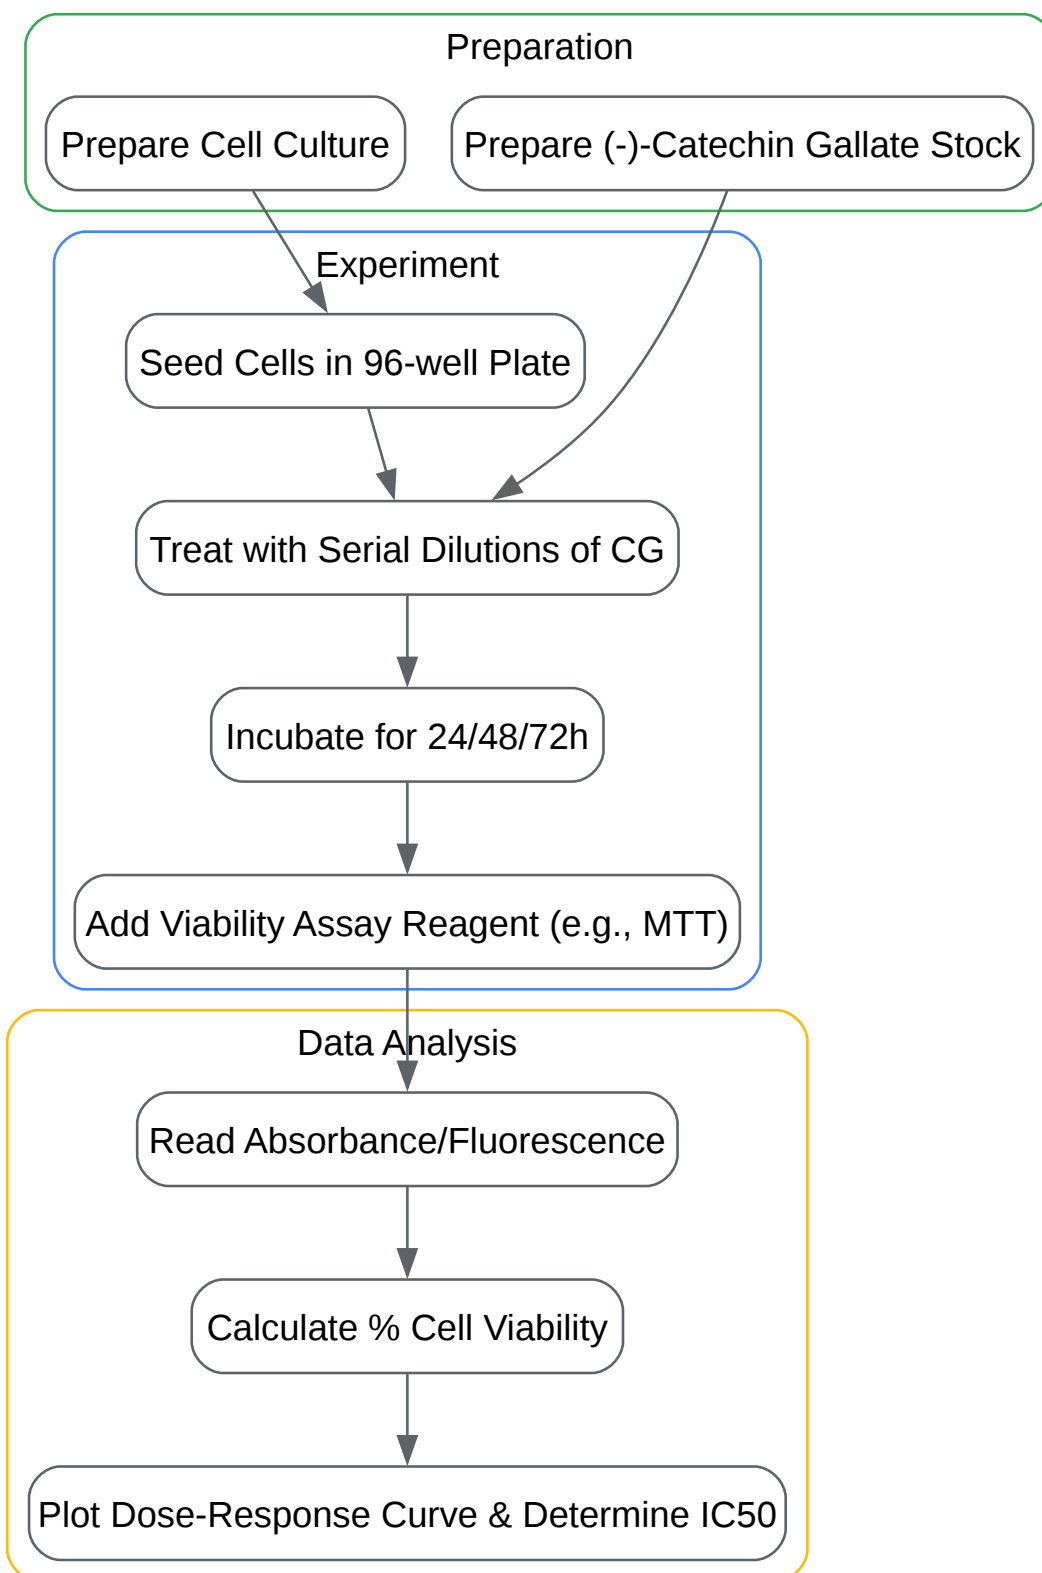 Preparation
Prepare Cell Culture
Prepare (-)-Catechin Gallate Stock
Experiment
Seed Cells in 96-well Plate
Treat with Serial Dilutions of CG
Incubate for 24/48/72h
Add Viability Assay Reagent (e.g., MTT)
Data Analysis
Read Absorbance/Fluorescence
Calculate % Cell Viability
Plot Dose-Response Curve & Determine IC50